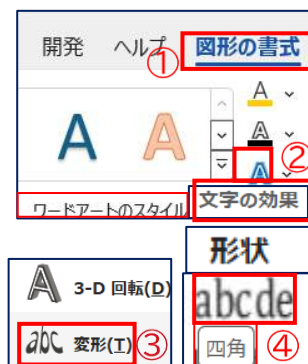 開発 ヘルプ 図形の書式
①
A A A
A
A ②
ワードアートのスタイル 文字の効果
形状
A 3-D 回転(D)
abcde
abc 変形(T) ③
四角 ④